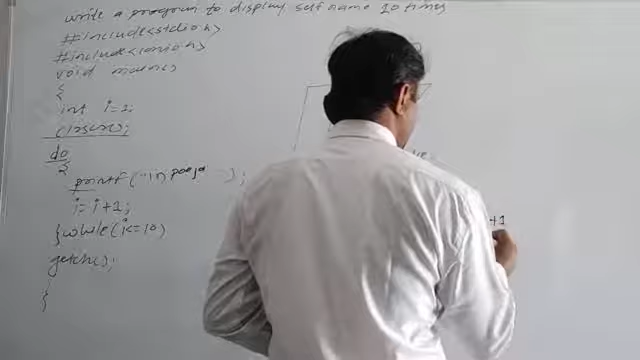 write a program to display self name 10 times
#include<stdio.h>
#include<conio.h>
void main()
{
int i=1;
clrscr();
do
{
printf("\n pooja ");
i=i+1;
}while(i<=10)
getch();
}
+1